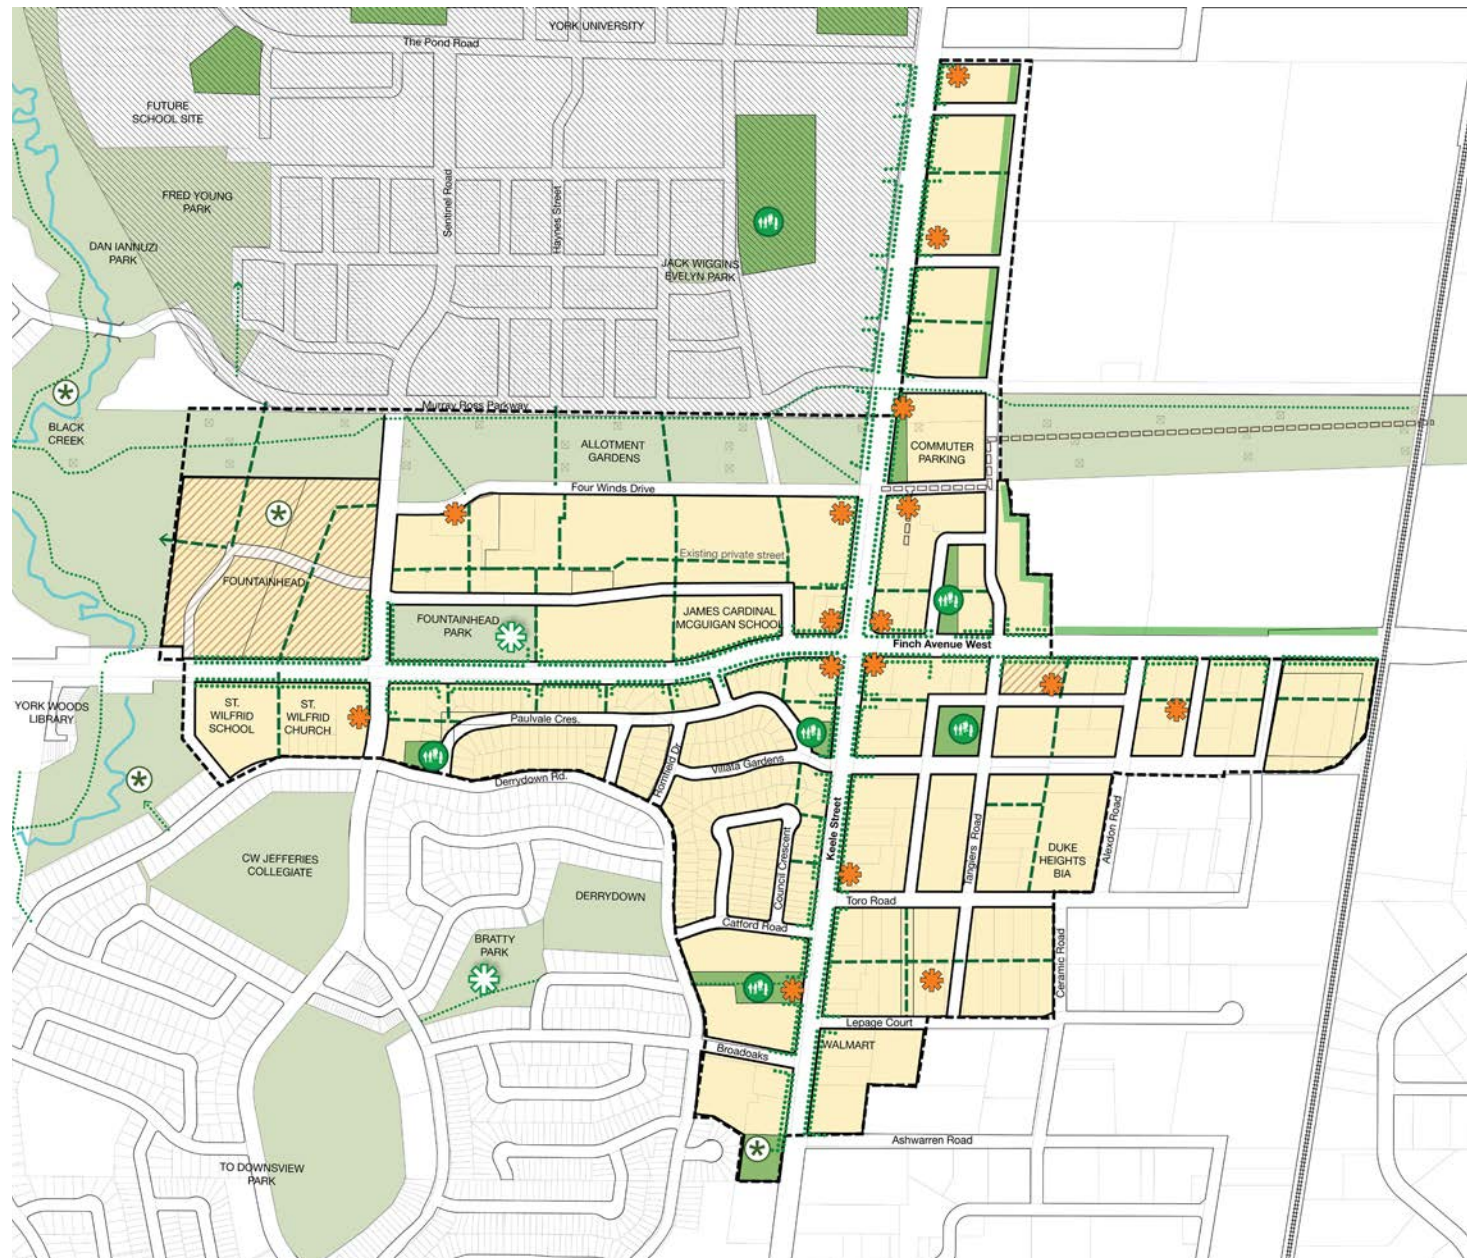 YORK UNIVERSITY
The Pond Road
FUTURE
SCHOOL SITE
FRED YOUNG
PARK
Sentinel Road
Haynes Street
DAN IANNUZI
PARK
JACK WIGGINS
EVELYN PARK
Murray Ross Parkway
BLACK
CREEK
ALLOTMENT
GARDENS
COMMUTER
PARKING
Four Winds Drive
Existing private street
FOUNTAINHEAD
FOUNTAINHEAD
PARK
JAMES CARDINAL
MCGUIGAN SCHOOL
Finch Avenue West
YORK WOODS
LIBRARY
ST.
WILFRID
SCHOOL
ST.
WILFRID
CHURCH
Paulvale Cres.
Romfield Dr.
Villata Gardens
Derrydown Rd.
Keele Street
Council Crescent
Tangiers Road
Alexdon Road
DUKE
HEIGHTS
BIA
CW JEFFERIES
COLLEGIATE
DERRYDOWN
Toro Road
Catford Road
BRATTY
PARK
Ceramic Road
Lepage Court
WALMART
Broadoaks
Ashwarren Road
TO DOWNSVIEW
PARK